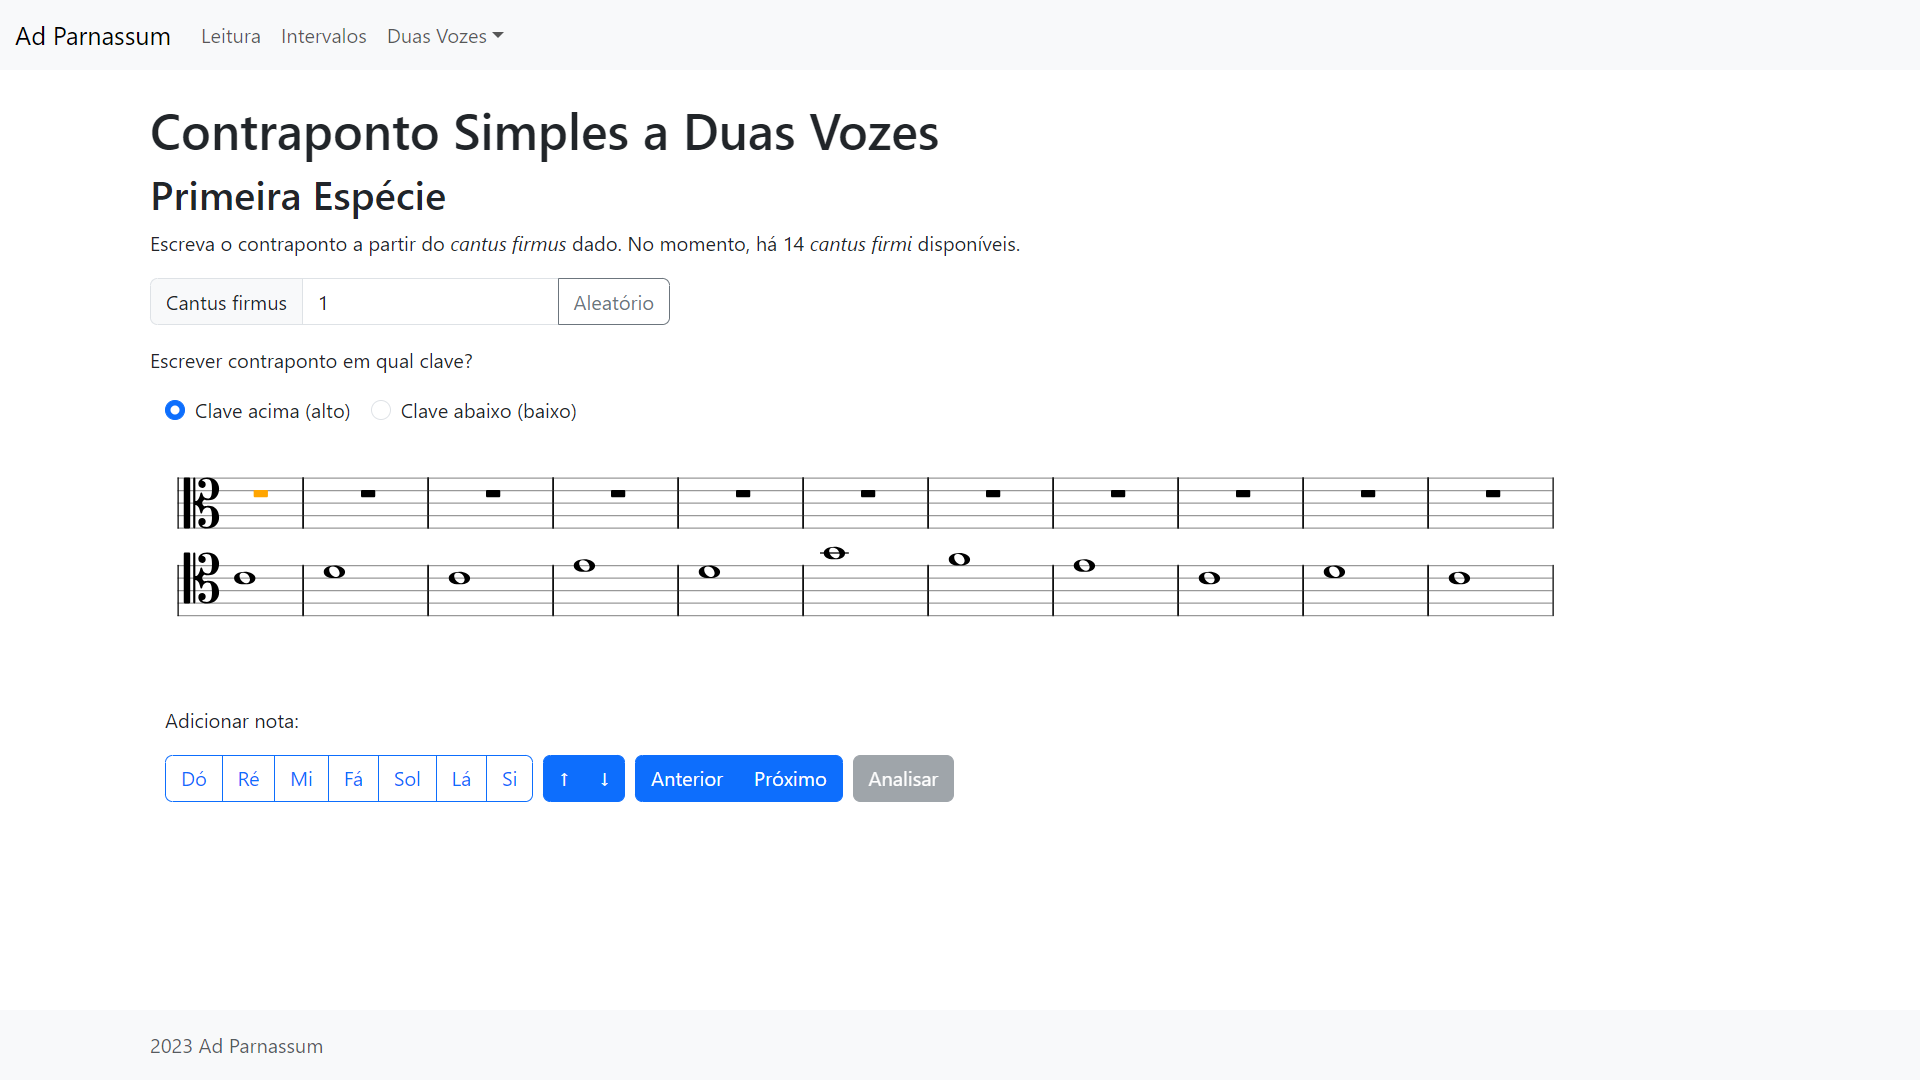 Ad Parnassum Leitura Intervalos Duas Vozes
Contraponto Simples a Duas Vozes
Primeira Espécie
Escreva o contraponto a partir do cantus firmus dado. No momento, há 14 cantus firmi disponíveis.
Cantus firmus 1 Aleatório
Escrever contraponto em qual clave?
Clave acima (alto) Clave abaixo (baixo)
Adicionar nota:
Dó Ré Mi Fá Sol Lá Si ↑ ↓ Anterior Próximo Analisar
2023 Ad Parnassum